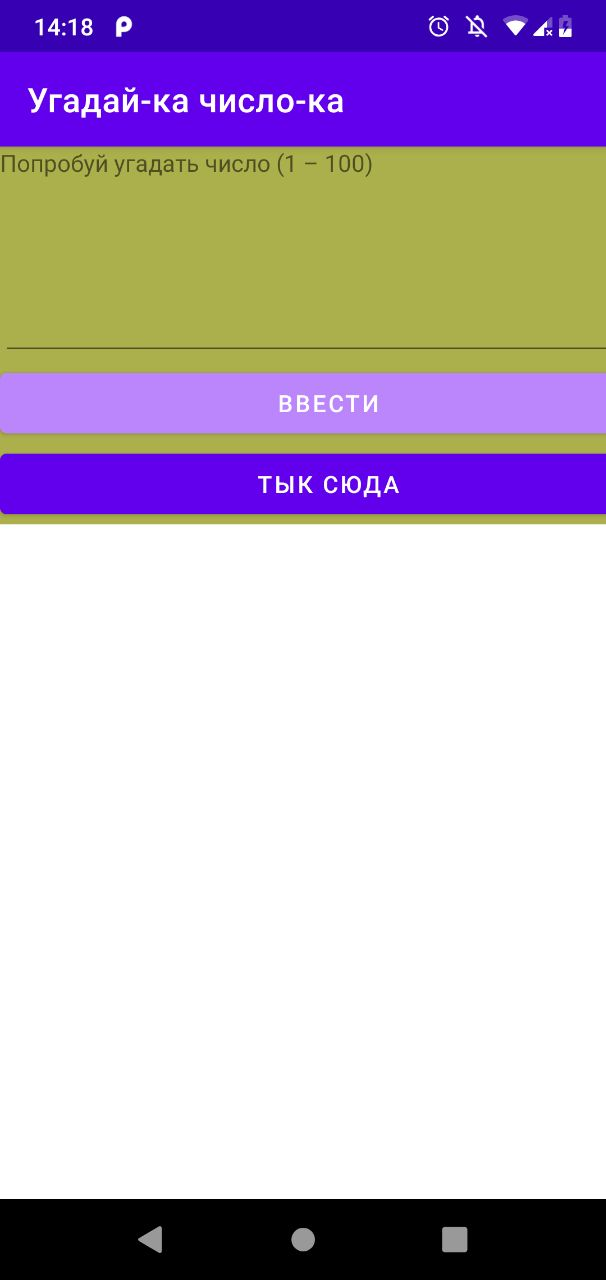 14:18
Угадай-ка число-ка
Попробуй угадать число (1 – 100)
ВВЕСТИ
ТЫК СЮДА